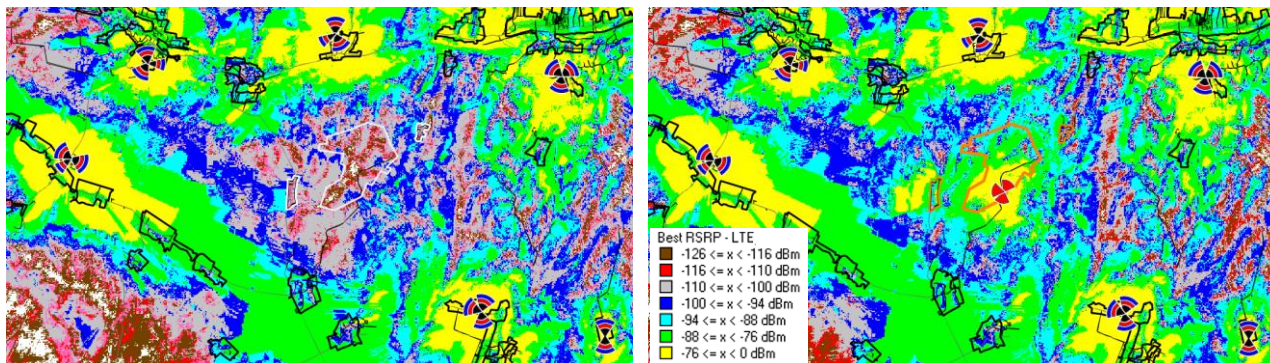 Best RSRP - LTE
-126 <= x < -116 dBm
-116 <= x < -110 dBm
-110 <= x < -100 dBm
-100 <= x < -94 dBm
-94 <= x < -88 dBm
-88 <= x < -76 dBm
-76 <= x < 0 dBm